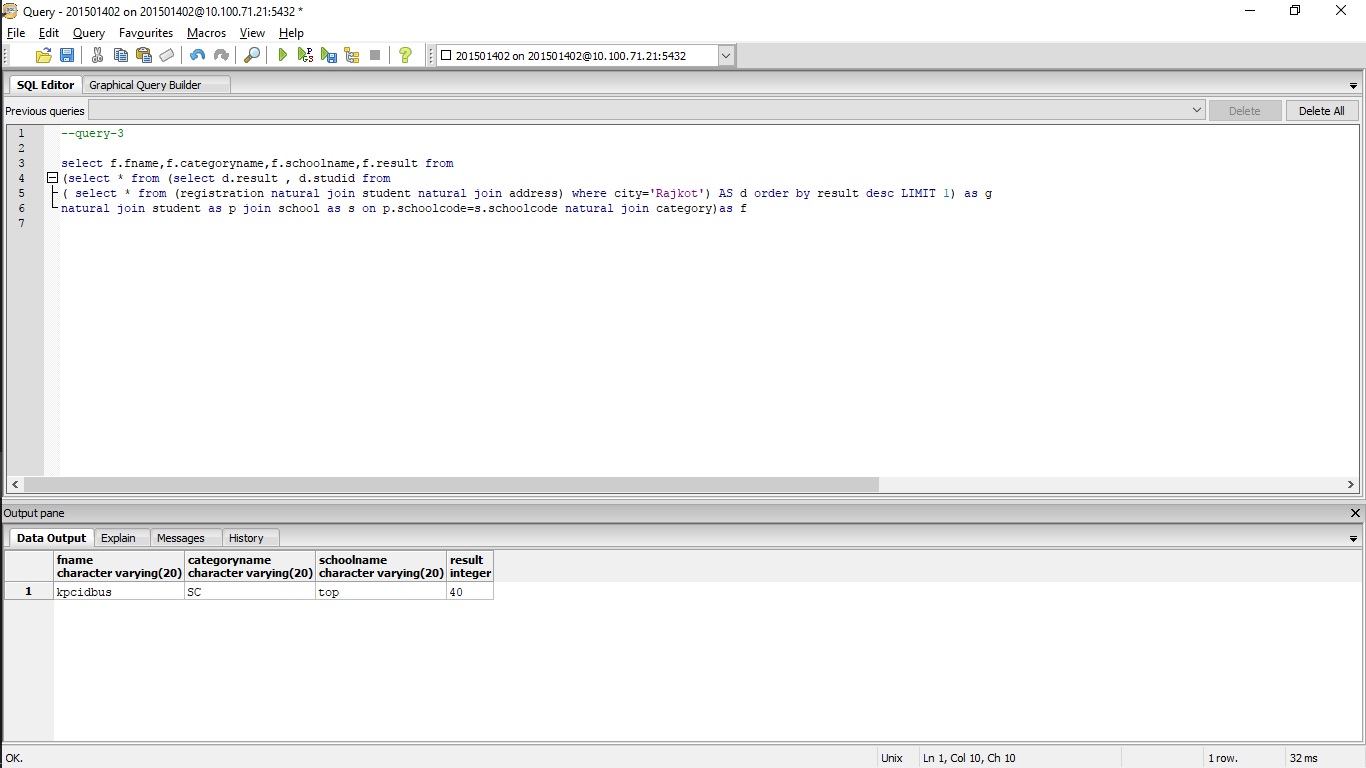 Query - 201501402 on 201501402@10.100.71.21:5432 *
File Edit Query Favourites Macros View Help
201501402 on 201501402@10.100.71.21:5432
SQL Editor Graphical Query Builder
Previous queries Delete Delete All
1 --query-3
2
3 select f.fname,f.categoryname,f.schoolname,f.result from
4 (select * from (select d.result , d.studid from
5 ( select * from (registration natural join student natural join address) where city='Rajkot') AS d order by result desc LIMIT 1) as g
6 natural join student as p join school as s on p.schoolcode=s.schoolcode natural join category)as f
7
Output pane
Data Output Explain Messages History
fname categoryname schoolname result
character varying(20) character varying(20) character varying(20) integer
1 kpcidbus SC top 40
OK. Unix Ln 1, Col 10, Ch 10 1 row. 32 ms